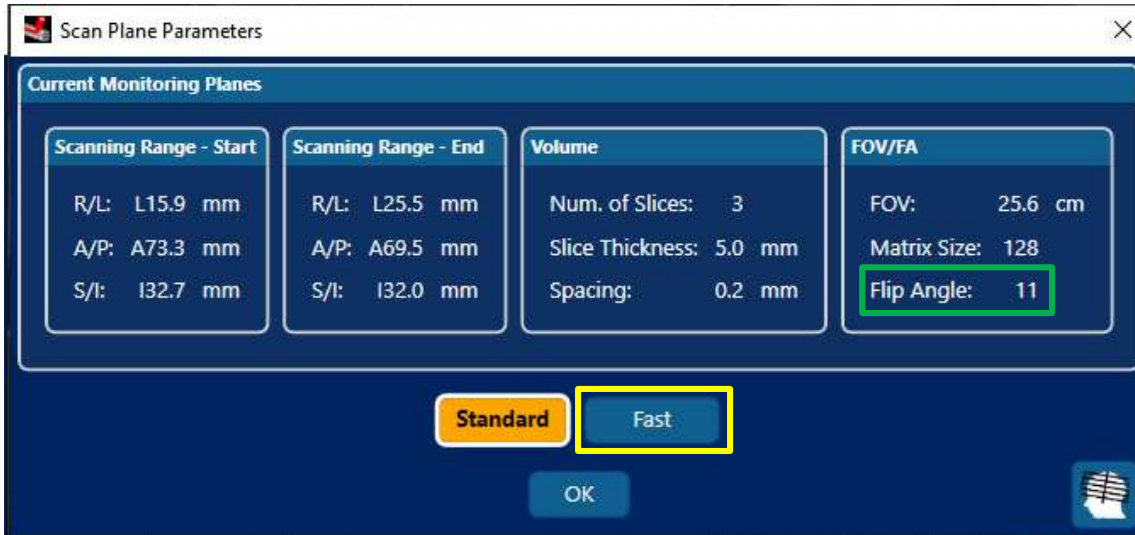 Scan Plane Parameters
Current Monitoring Planes
Scanning Range - Start
R/L: L15.9 mm
A/P: A73.3 mm
S/I: I32.7 mm
Scanning Range - End
R/L: L25.5 mm
A/P: A69.5 mm
S/I: I32.0 mm
Volume
Num. of Slices: 3
Slice Thickness: 5.0 mm
Spacing: 0.2 mm
FOV/FA
FOV: 25.6 cm
Matrix Size: 128
Flip Angle: 11
Standard
Fast
OK